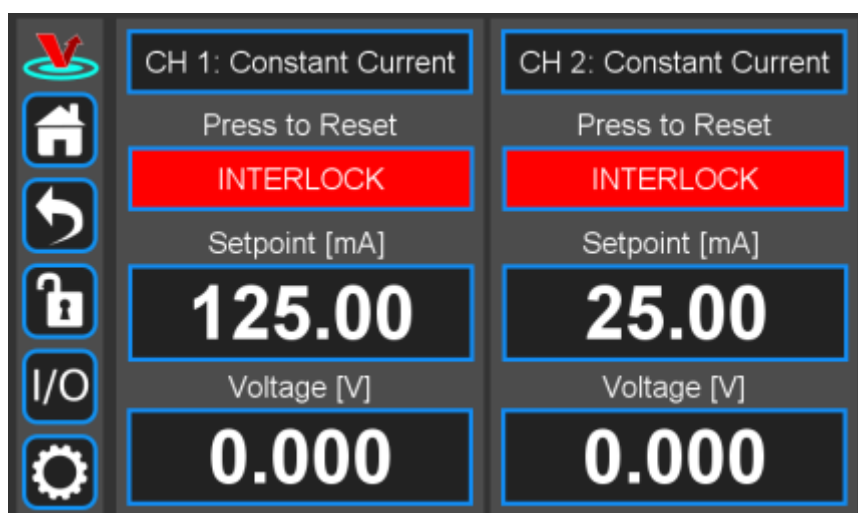 CH 1: Constant Current
Press to Reset
INTERLOCK
Setpoint [mA]
125.00
Voltage [V]
0.000
CH 2: Constant Current
Press to Reset
INTERLOCK
Setpoint [mA]
25.00
Voltage [V]
0.000
I/O